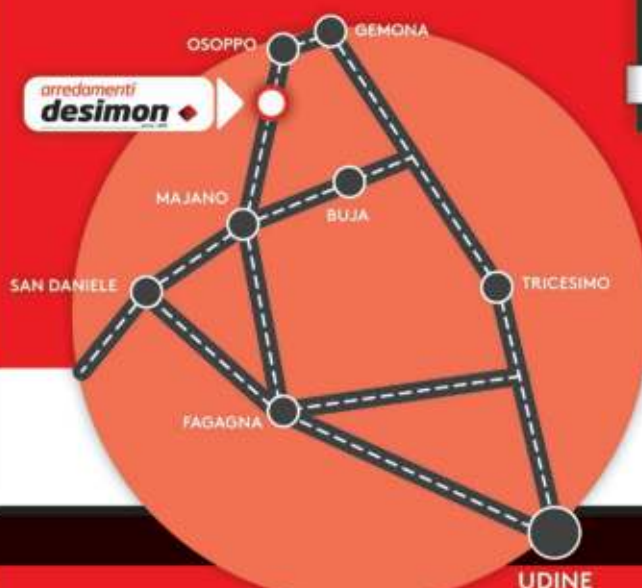 GEMONA
OSOPPO
arredamenti
desimon
MAJANO
BUJA
SAN DANIELE
TRICESIMO
FAGAGNA
UDINE